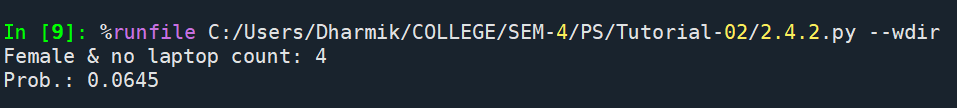 In [9]: %runfile C:/Users/Dharmik/COLLEGE/SEM-4/PS/Tutorial-02/2.4.2.py --wdir
Female & no laptop count: 4
Prob.: 0.0645